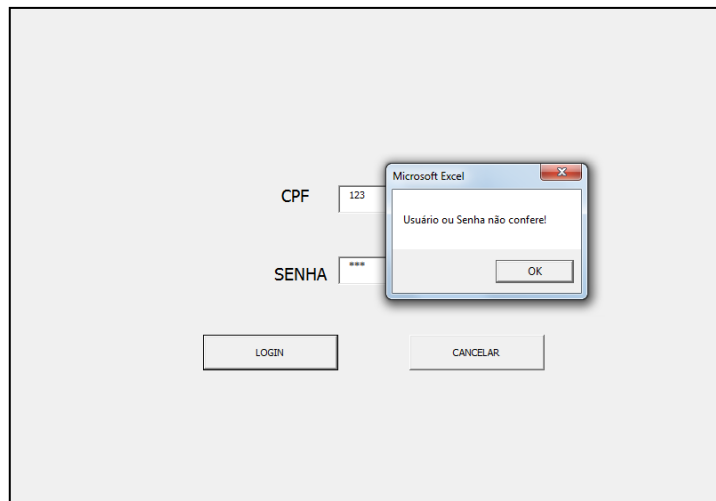 Microsoft Excel
CPF 123
Usuário ou Senha não confere!
SENHA ***
OK
LOGIN CANCELAR